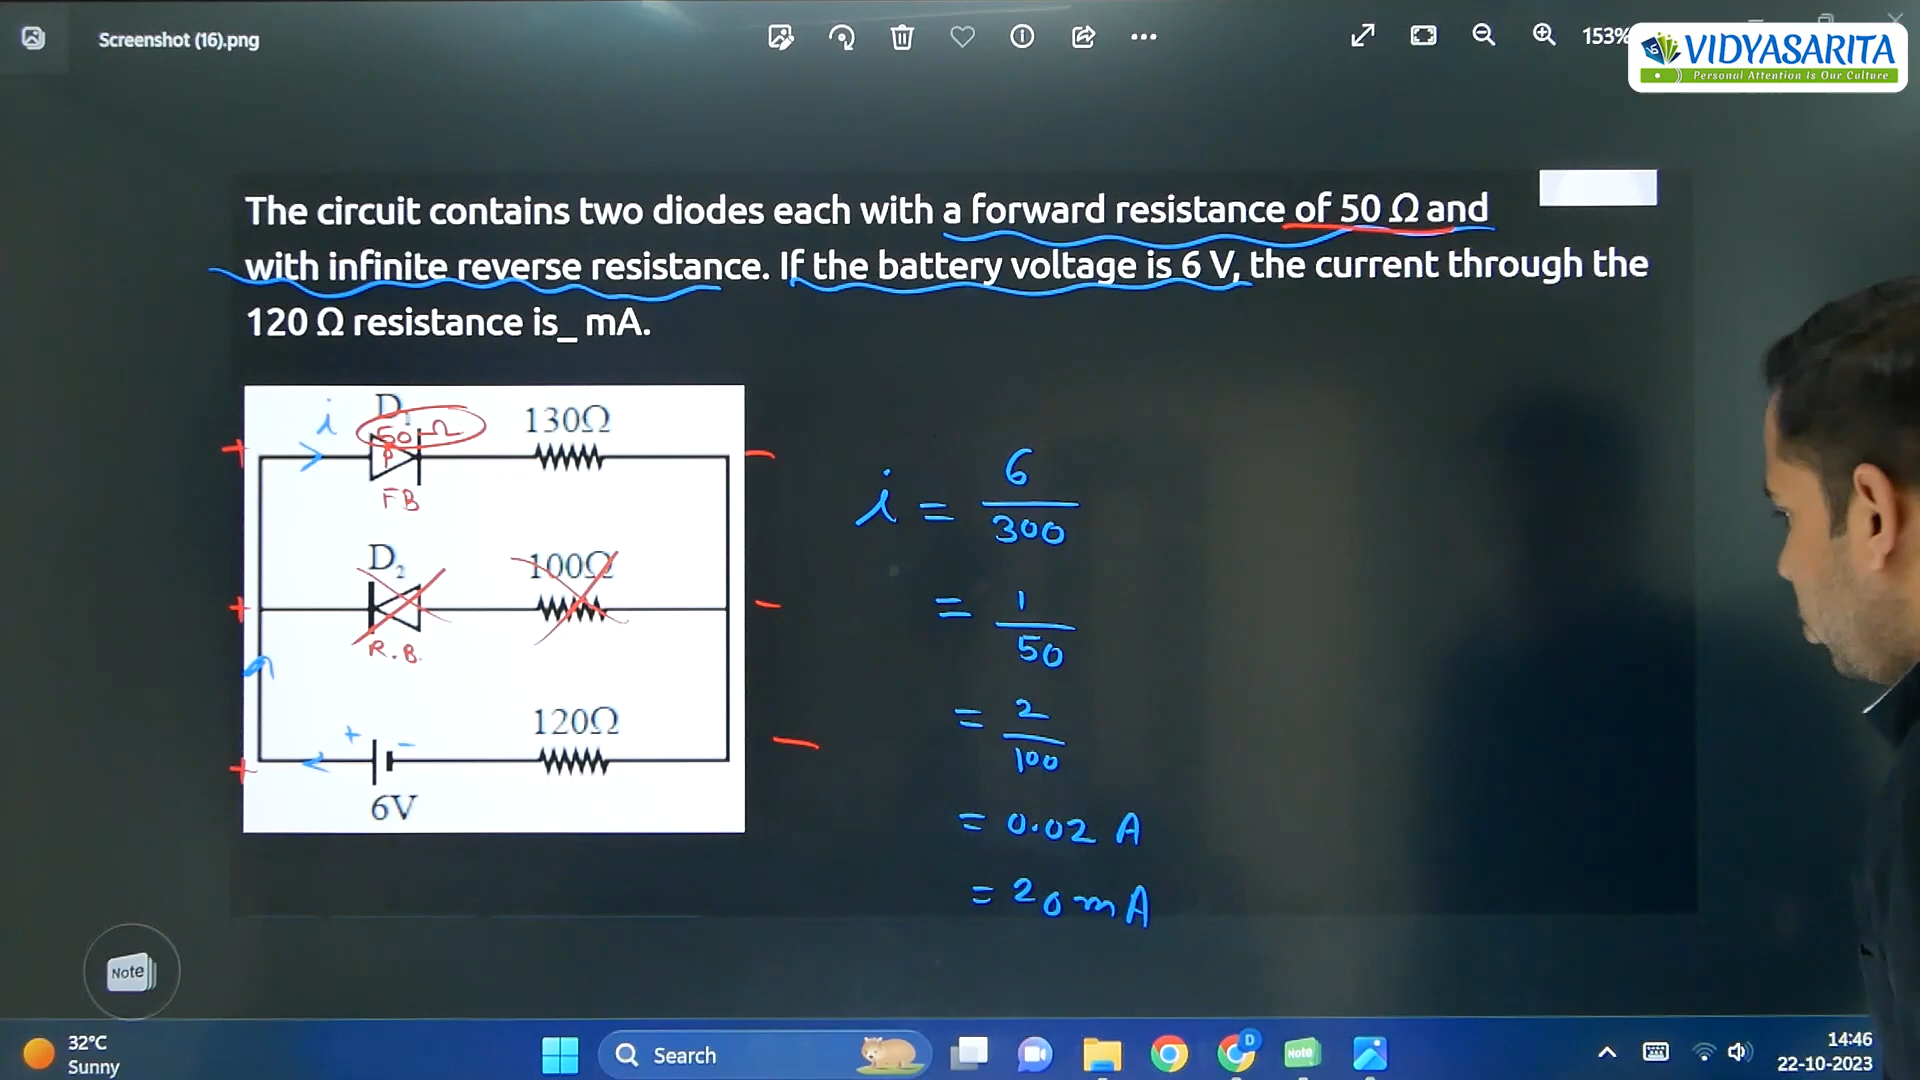 Screenshot (16).png
153%
VIDYASARITA
Personal Attention Is Our Culture
The circuit contains two diodes each with a forward resistance of 50 Ω and
with infinite reverse resistance. If the battery voltage is 6 V, the current through the
120 Ω resistance is_ mA.
i
D₁
50 Ω
P
FB
130Ω
D₂
R.B.
100Ω
120Ω
+ −
6V
+ −
+ −
+ −
i = 6/300
= 1/50
= 2/100
= 0.02 A
= 20 mA
Note
32°C
Sunny
Search
D
Note
14:46
22-10-2023